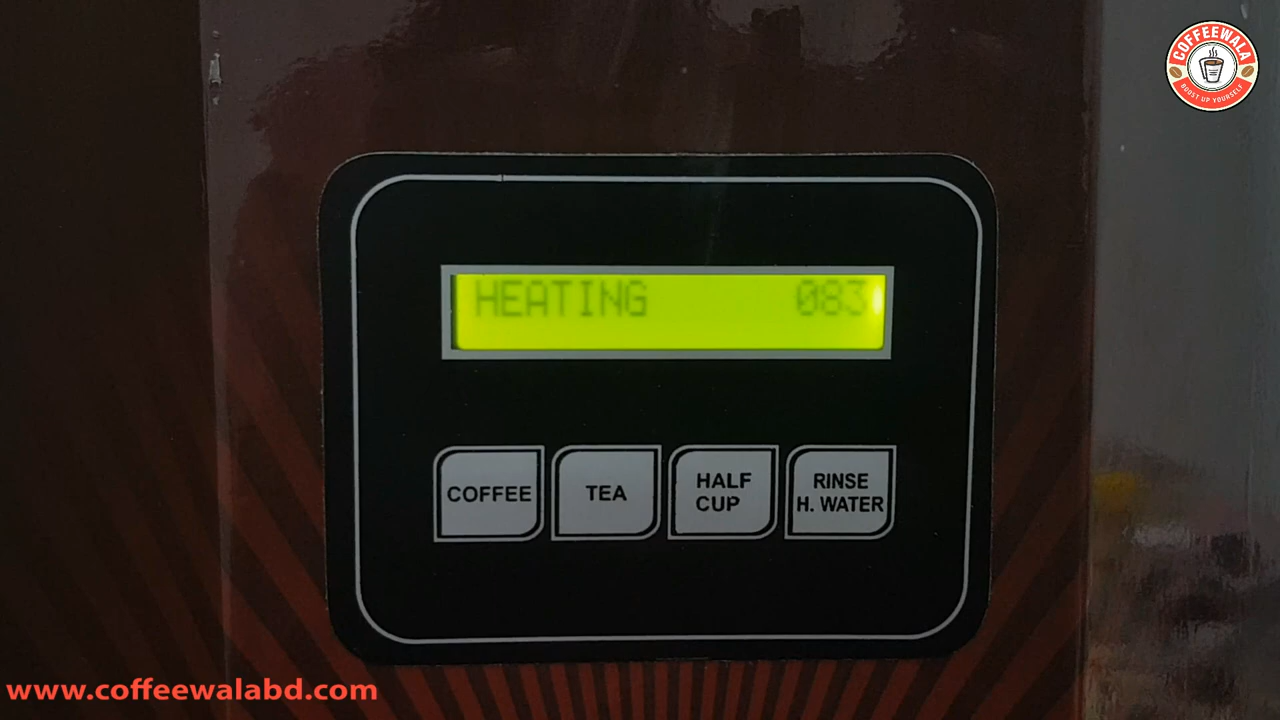 COFFEEWALA
BOOST UP YOURSELF
HEATING 083
COFFEE
TEA
HALF
CUP
RINSE
H. WATER
www.coffeewalabd.com